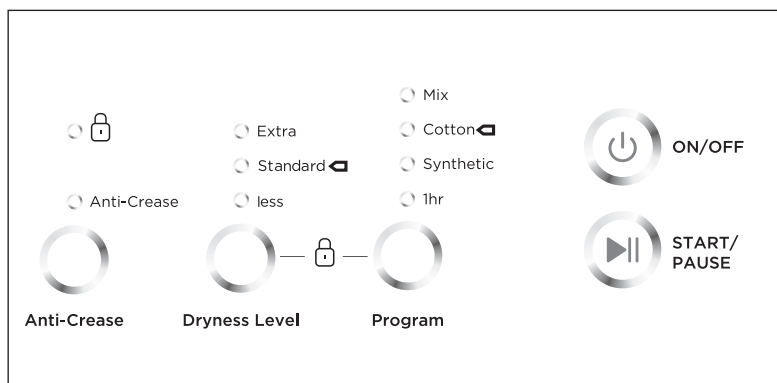 Mix
Extra
Cotton
ON/OFF
Standard
Synthetic
Anti-Crease
less
1hr
START/
PAUSE
Anti-Crease
Dryness Level
Program